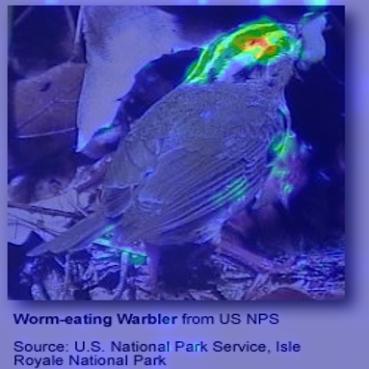 Worm-eating Warbler from US NPS
Source: U.S. National Park Service, Isle
Royale National Park